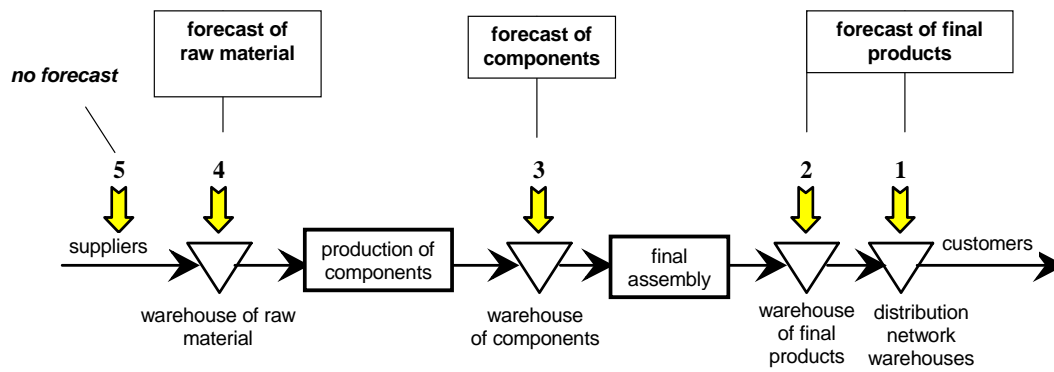 forecast of
raw material
forecast of
components
forecast of final
products
no forecast
5
4
3
2
1
suppliers
customers
production of
components
final
assembly
warehouse of raw
material
warehouse
of components
warehouse
of final
products
distribution
network
warehouses